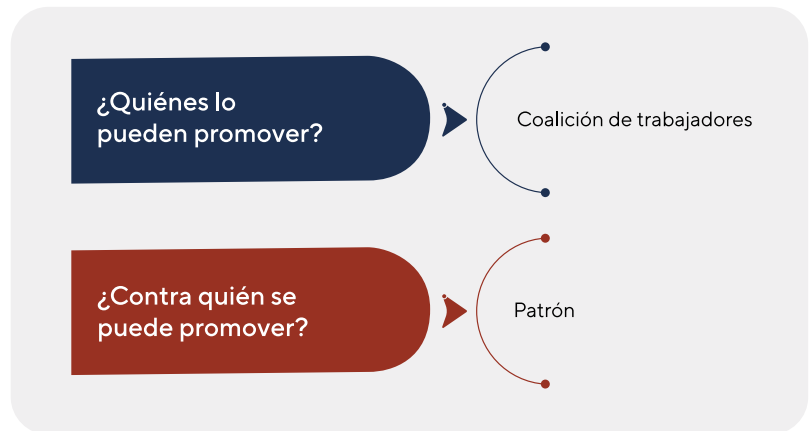 ¿Quiénes lo
pueden promover?
Coalición de trabajadores
¿Contra quién se
puede promover?
Patrón